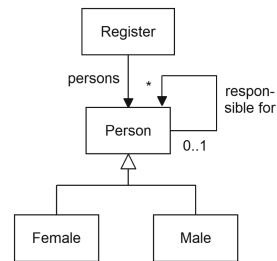 Register
persons
*
respon-
sible for
Person
0..1
Female
Male